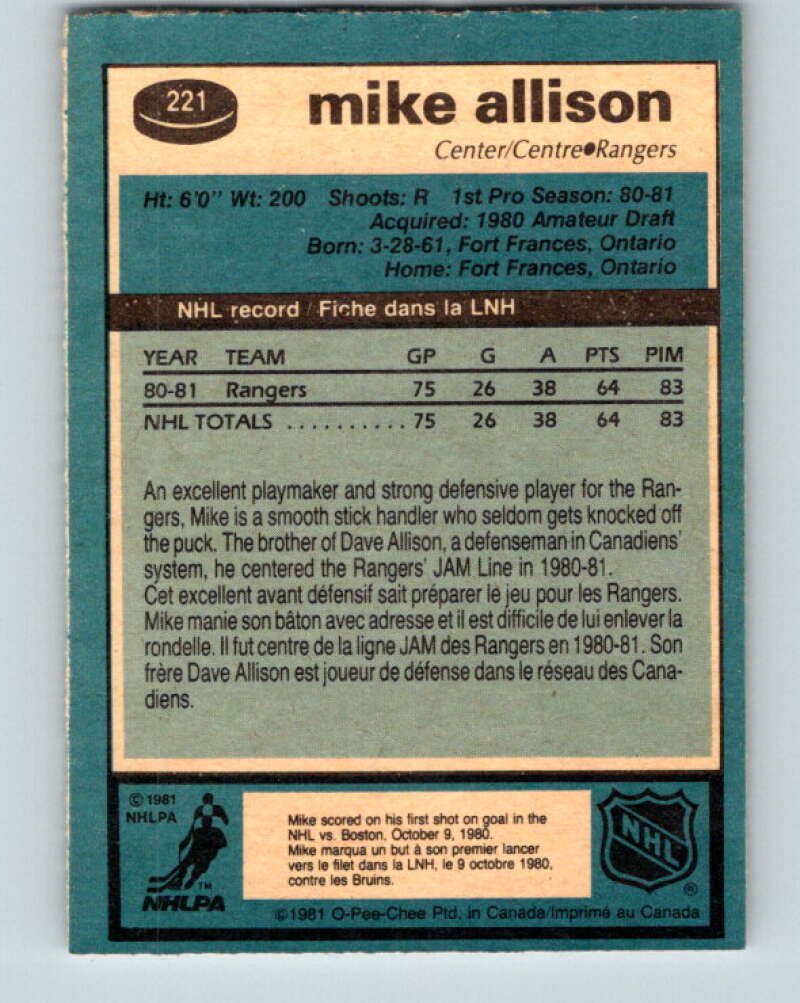 221
mike allison
Center/Centre●Rangers
Ht: 6'0" Wt: 200 Shoots: R 1st Pro Season: 80-81
Acquired: 1980 Amateur Draft
Born: 3-28-61, Fort Frances, Ontario
Home: Fort Frances, Ontario
NHL record / Fiche dans la LNH
YEAR TEAM GP G A PTS PIM
80-81 Rangers 75 26 38 64 83
NHL TOTALS .......... 75 26 38 64 83
An excellent playmaker and strong defensive player for the Ran-
gers, Mike is a smooth stick handler who seldom gets knocked off
the puck. The brother of Dave Allison, a defenseman in Canadiens'
system, he centered the Rangers' JAM Line in 1980-81.
Cet excellent avant défensif sait préparer le jeu pour les Rangers.
Mike manie son bâton avec adresse et il est difficile de lui enlever la
rondelle. Il fut centre de la ligne JAM des Rangers en 1980-81. Son
frère Dave Allison est joueur de défense dans le réseau des Cana-
diens.
© 1981
NHLPA
TM
NHLPA
Mike scored on his first shot on goal in the
NHL vs. Boston, October 9, 1980.
Mike marqua un but à son premier lancer
vers le filet dans la LNH, le 9 octobre 1980,
contre les Bruins.
NHL
®
©1981 O-Pee-Chee Ptd. in Canada/Imprimé au Canada